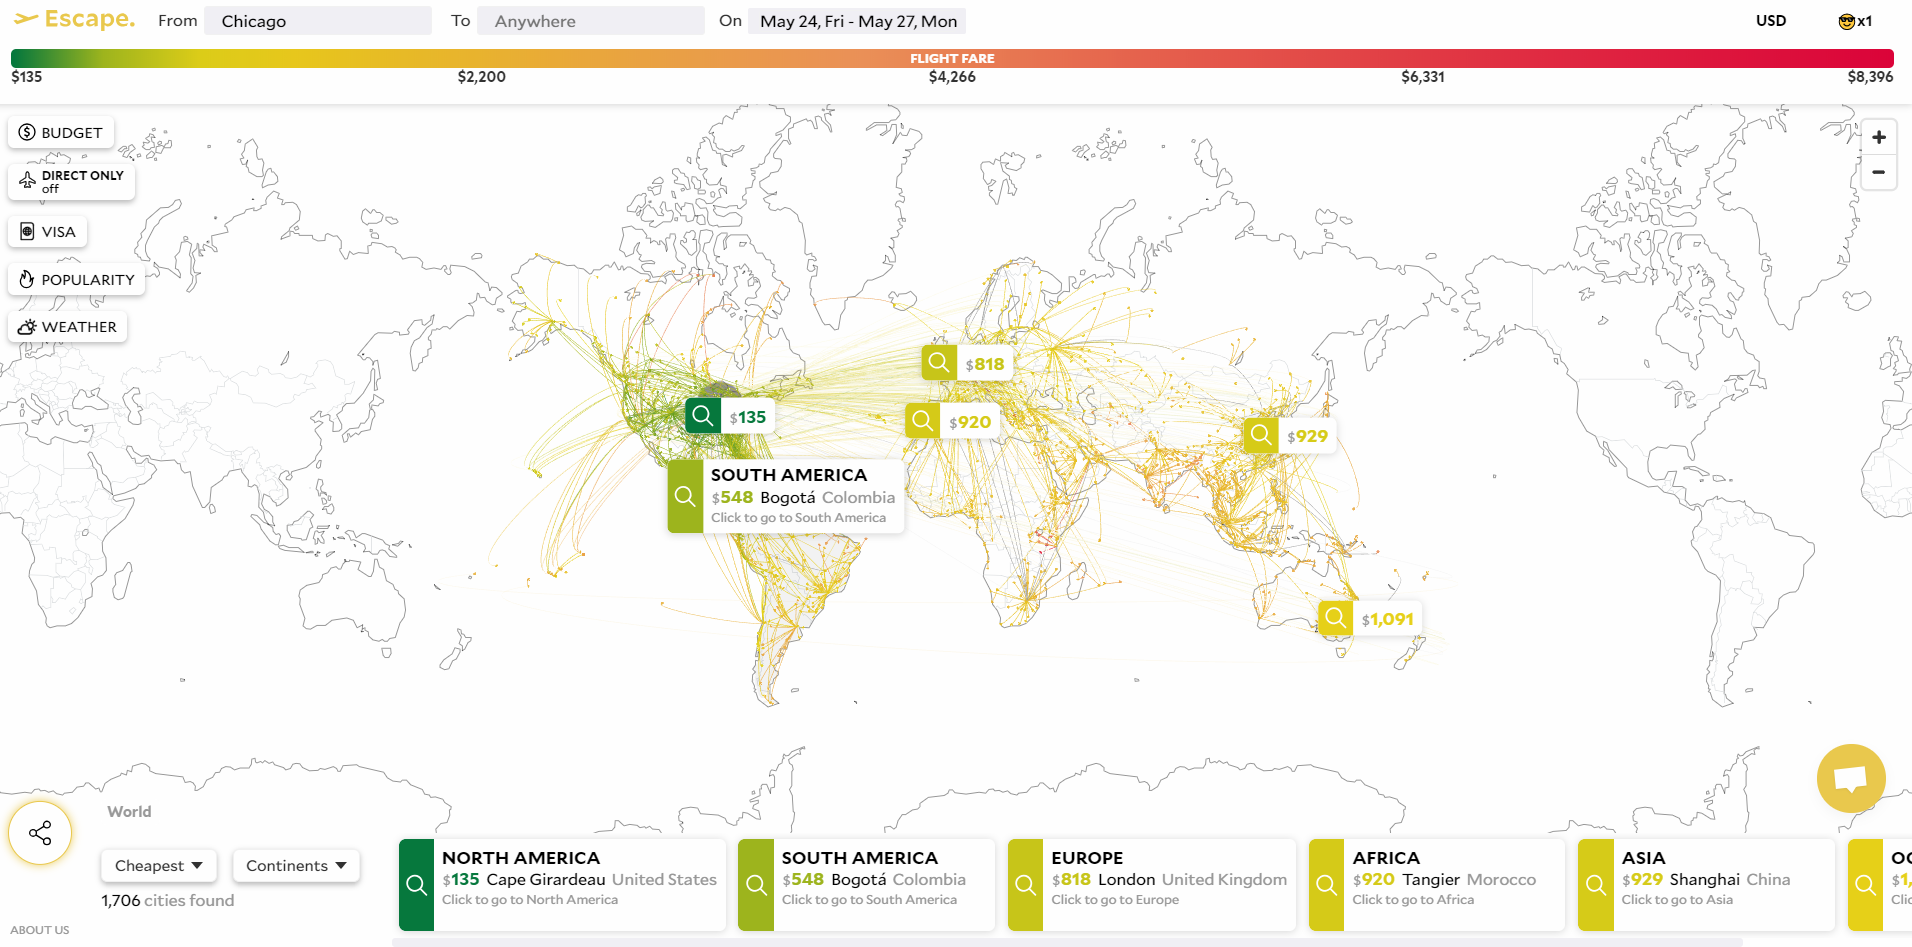 Escape.
From
Chicago
To
Anywhere
On
May 24, Fri - May 27, Mon
USD
x1
FLIGHT FARE
$135
$2,200
$4,266
$6,331
$8,396
BUDGET
DIRECT ONLY
off
VISA
POPULARITY
WEATHER
+
−
$818
$135
$920
$929
SOUTH AMERICA
$548 Bogotá Colombia
Click to go to South America
$1,091
World
Cheapest
Continents
1,706 cities found
ABOUT US
NORTH AMERICA
$135 Cape Girardeau United States
Click to go to North America
SOUTH AMERICA
$548 Bogotá Colombia
Click to go to South America
EUROPE
$818 London United Kingdom
Click to go to Europe
AFRICA
$920 Tangier Morocco
Click to go to Africa
ASIA
$929 Shanghai China
Click to go to Asia